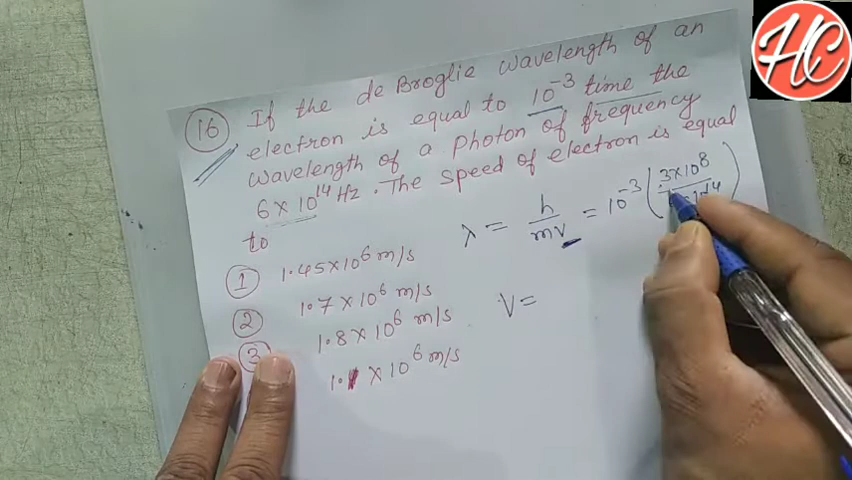 HC
16 If the de Broglie wavelength of an
electron is equal to 10⁻³ time the
wavelength of a photon of frequency
6 × 10¹⁴ Hz . The speed of electron is equal
to
λ = h/mv = 10⁻³ (3×10⁸
1 1.45×10⁶ m/s
2 1.7 × 10⁶ m/s
V =
3 1.8 × 10⁶ m/s
× 10⁶ m/s